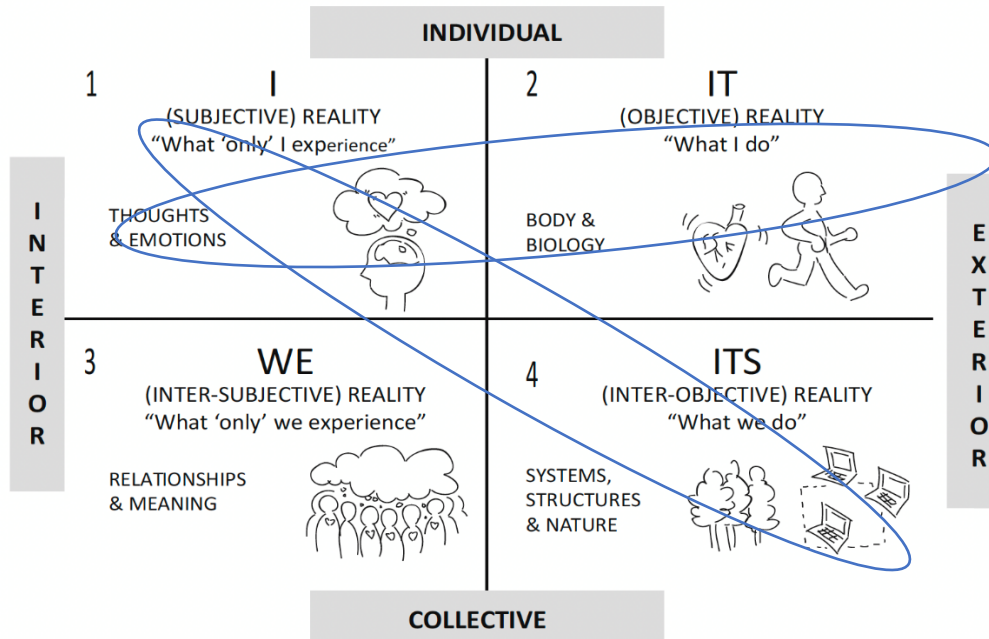 INDIVIDUAL
1
I
(SUBJECTIVE) REALITY
“What ‘only’ I experience”
THOUGHTS
& EMOTIONS
2
IT
(OBJECTIVE) REALITY
“What I do”
BODY &
BIOLOGY
INTERIOR
EXTERIOR
3
WE
(INTER-SUBJECTIVE) REALITY
“What ‘only’ we experience”
RELATIONSHIPS
& MEANING
4
ITS
(INTER-OBJECTIVE) REALITY
“What we do”
SYSTEMS,
STRUCTURES
& NATURE
COLLECTIVE